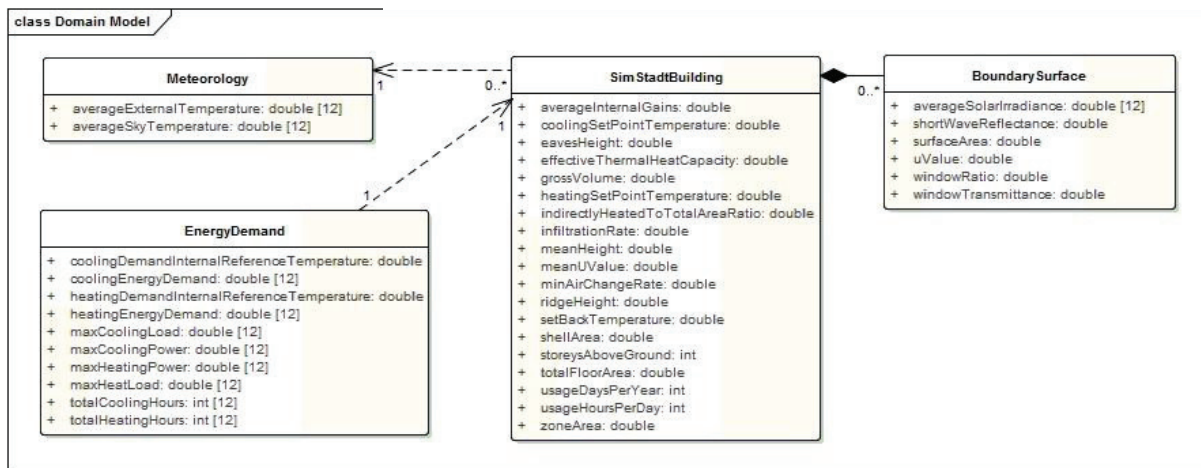 class Domain Model
Meteorology
+ averageExternalTemperature: double [12]
+ averageSkyTemperature: double [12]
1
0..*
1
1
EnergyDemand
+ coolingDemandInternalReferenceTemperature: double
+ coolingEnergyDemand: double [12]
+ heatingDemandInternalReferenceTemperature: double
+ heatingEnergyDemand: double [12]
+ maxCoolingLoad: double [12]
+ maxCoolingPower: double [12]
+ maxHeatingPower: double [12]
+ maxHeatLoad: double [12]
+ totalCoolingHours: int [12]
+ totalHeatingHours: int [12]
SimStadtBuilding
+ averageInternalGains: double
+ coolingSetPointTemperature: double
+ eavesHeight: double
+ effectiveThermalHeatCapacity: double
+ grossVolume: double
+ heatingSetPointTemperature: double
+ indirectlyHeatedToTotalAreaRatio: double
+ infiltrationRate: double
+ meanHeight: double
+ meanUValue: double
+ minAirChangeRate: double
+ ridgeHeight: double
+ setBackTemperature: double
+ shellArea: double
+ storeysAboveGround: int
+ totalFloorArea: double
+ usageDaysPerYear: int
+ usageHoursPerDay: int
+ zoneArea: double
0..*
BoundarySurface
+ averageSolarIrradiance: double [12]
+ shortWaveReflectance: double
+ surfaceArea: double
+ uValue: double
+ windowRatio: double
+ windowTransmittance: double